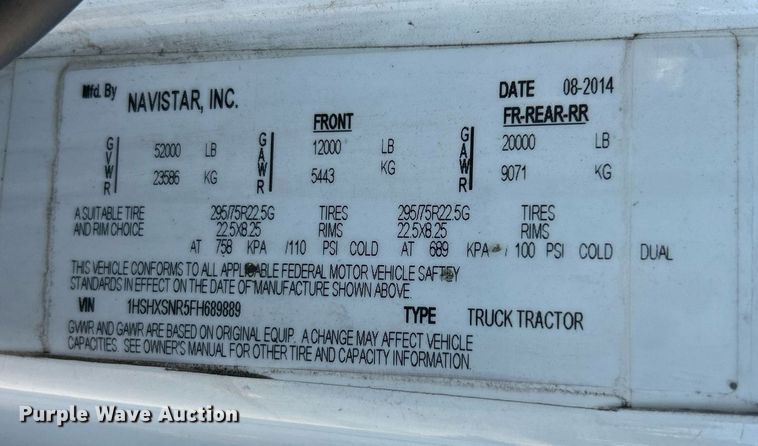 Mfd. By NAVISTAR, INC. DATE 08-2014
FRONT FR-REAR-RR
GVWR 52000 LB GAWR 12000 LB GAWR 20000 LB
23586 KG 5443 KG 9071 KG
A SUITABLE TIRE 295/75R22.5G TIRES 295/75R22.5G TIRES
AND RIM CHOICE 22.5X8.25 RIMS 22.5X8.25 RIMS
AT 758 KPA /110 PSI COLD AT 689 KPA / 100 PSI COLD DUAL
THIS VEHICLE CONFORMS TO ALL APPLICABLE FEDERAL MOTOR VEHICLE SAFTEY
STANDARDS IN EFFECT ON THE DATE OF MANUFACTURE SHOWN ABOVE.
VIN 1HSHXSNR5FH689889 TYPE TRUCK TRACTOR
GVWR AND GAWR ARE BASED ON ORIGINAL EQUIP. A CHANGE MAY AFFECT VEHICLE
CAPACITIES. SEE OWNER'S MANUAL FOR OTHER TIRE AND CAPACITY INFORMATION.
Purple Wave Auction